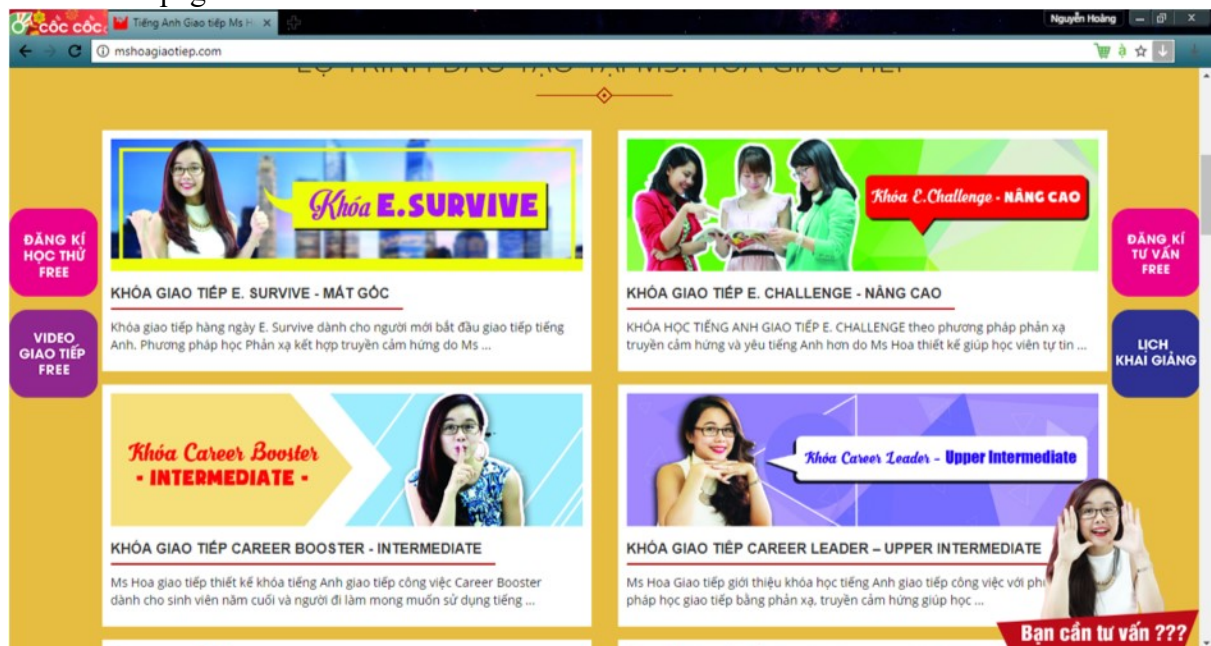 cốc cốc
Tiếng Anh Giao tiếp Ms H
Nguyễn Hoàng
mshoagiaotiep.com
LỘ TRÌNH ĐÀO TẠO TẠI MS. HOA GIAO TIẾP
Khóa E.SURVIVE
Khóa E.Challenge - NÂNG CAO
ĐĂNG KÍ
HỌC THỬ
FREE
ĐĂNG KÍ
TƯ VẤN
FREE
KHÓA GIAO TIẾP E. SURVIVE - MẤT GỐC
Khóa giao tiếp hàng ngày E. Survive dành cho người mới bắt đầu giao tiếp tiếng
Anh. Phương pháp học Phản xạ kết hợp truyền cảm hứng do Ms ...
KHÓA GIAO TIẾP E. CHALLENGE - NÂNG CAO
KHÓA HỌC TIẾNG ANH GIAO TIẾP E. CHALLENGE theo phương pháp phản xạ
truyền cảm hứng và yêu tiếng Anh hơn do Ms Hoa thiết kế giúp học viên tự tin ...
VIDEO
GIAO TIẾP
FREE
LỊCH
KHAI GIẢNG
Khóa Career Booster
- INTERMEDIATE -
Khóa Career Leader - Upper Intermediate
KHÓA GIAO TIẾP CAREER BOOSTER - INTERMEDIATE
Ms Hoa giao tiếp thiết kế khóa tiếng Anh giao tiếp công việc Career Booster
dành cho sinh viên năm cuối và người đi làm mong muốn sử dụng tiếng ...
KHÓA GIAO TIẾP CAREER LEADER – UPPER INTERMEDIATE
Ms Hoa Giao tiếp giới thiệu khóa học tiếng Anh giao tiếp công việc với
pháp học giao tiếp bằng phản xạ, truyền cảm hứng giúp học ...
Bạn cần tư vấn ???